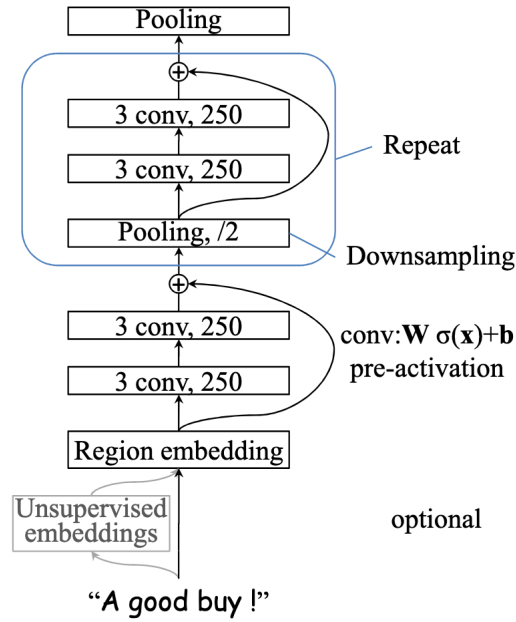 Pooling
3 conv, 250
3 conv, 250
Repeat
Pooling, /2
Downsampling
3 conv, 250
conv:W σ(x)+b
pre-activation
3 conv, 250
Region embedding
Unsupervised
embeddings
optional
“A good buy !”